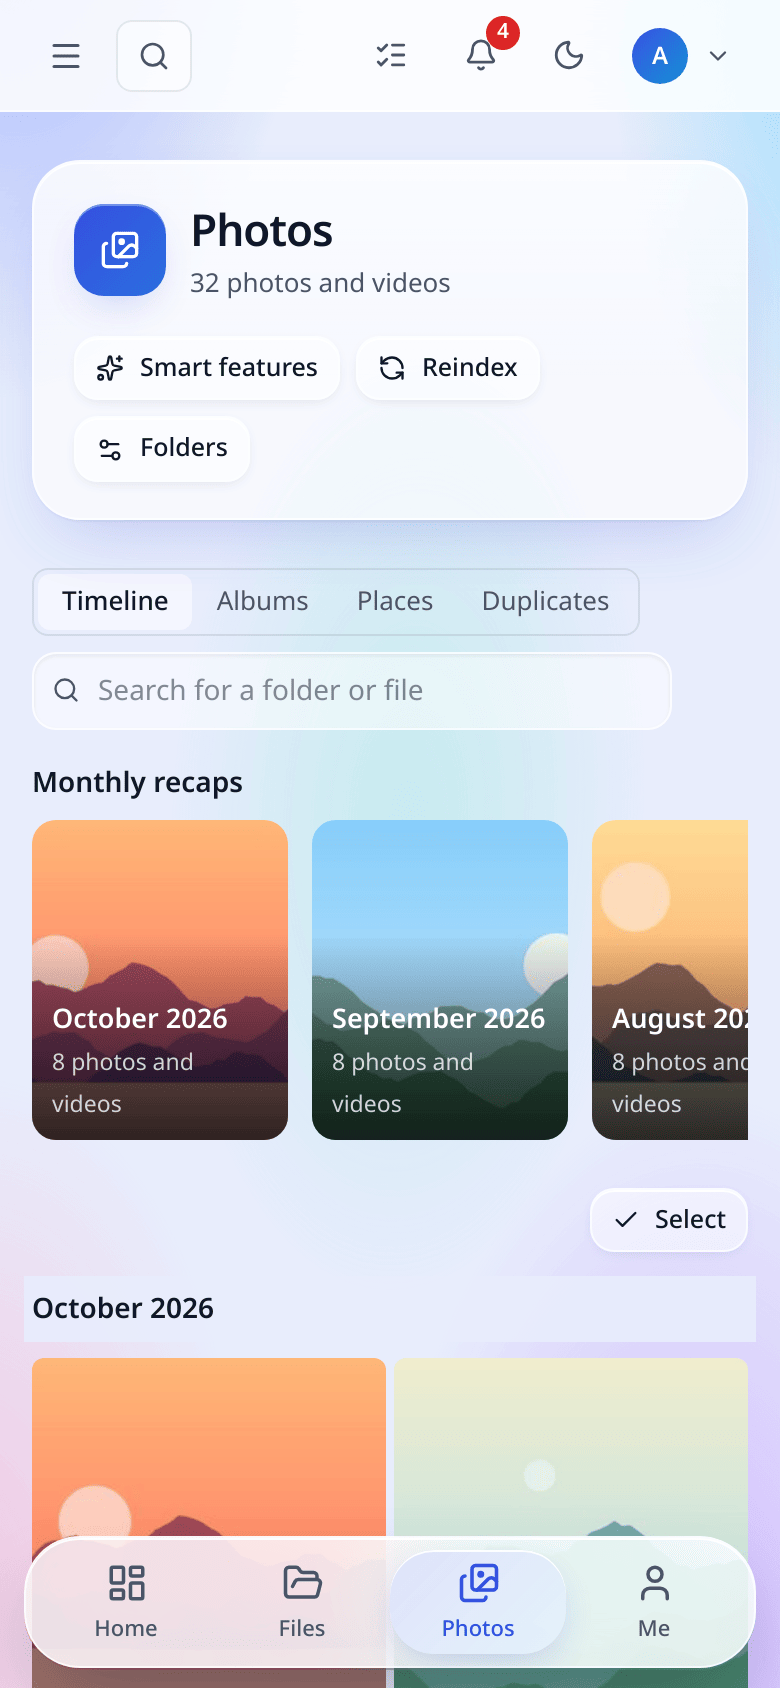 4
A
Photos
32 photos and videos
Smart features
Reindex
Folders
Timeline
Albums
Places
Duplicates
Search for a folder or file
Monthly recaps
October 2026
8 photos and
videos
September 2026
8 photos and
videos
August 202
8 photos and
videos
Select
October 2026
Home
Files
Photos
Me